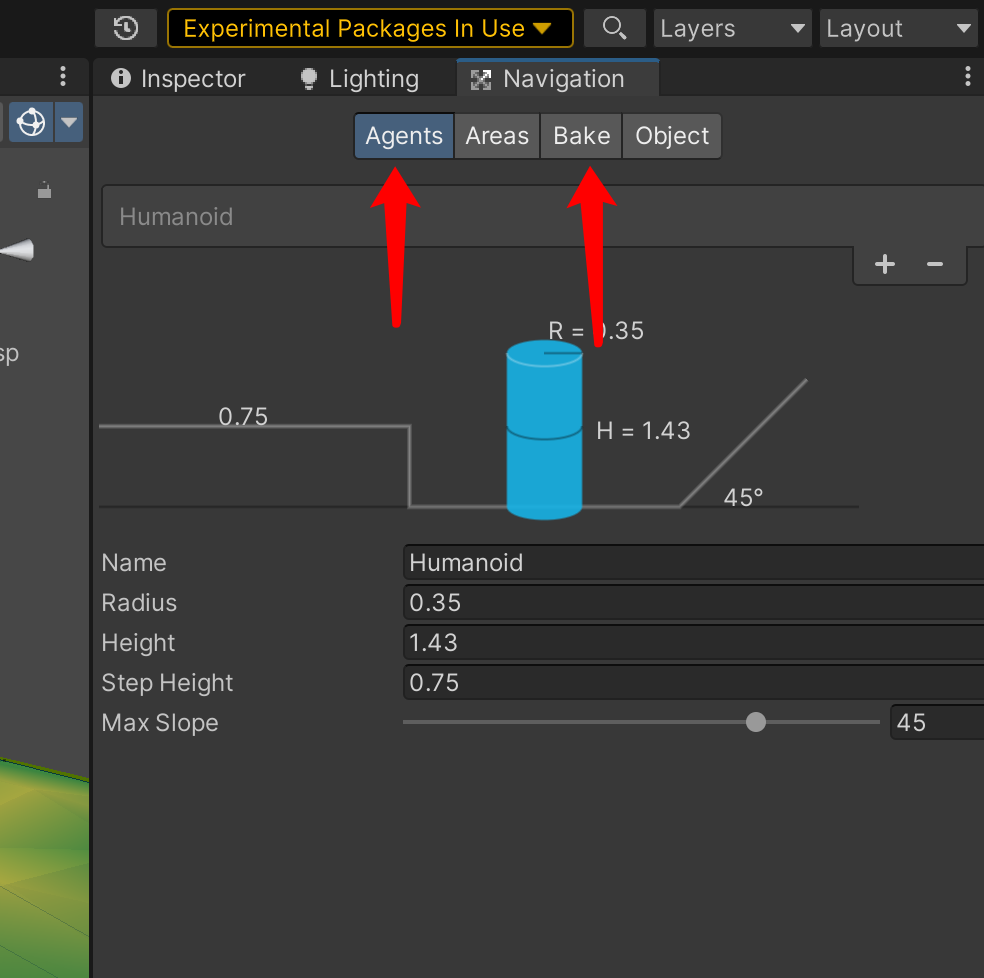 Experimental Packages In Use
Layers
Layout
Inspector
Lighting
Navigation
Agents
Areas
Bake
Object
Humanoid
sp
R = 0.35
0.75
H = 1.43
45°
Name
Humanoid
Radius
0.35
Height
1.43
Step Height
0.75
Max Slope
45